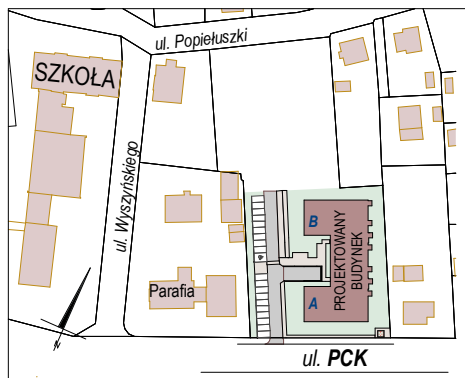 ul. Popiełuszki
SZKOŁA
ul. Wyszyńskiego
B
PROJEKTOWANY
BUDYNEK
A
Parafia
N
ul. PCK